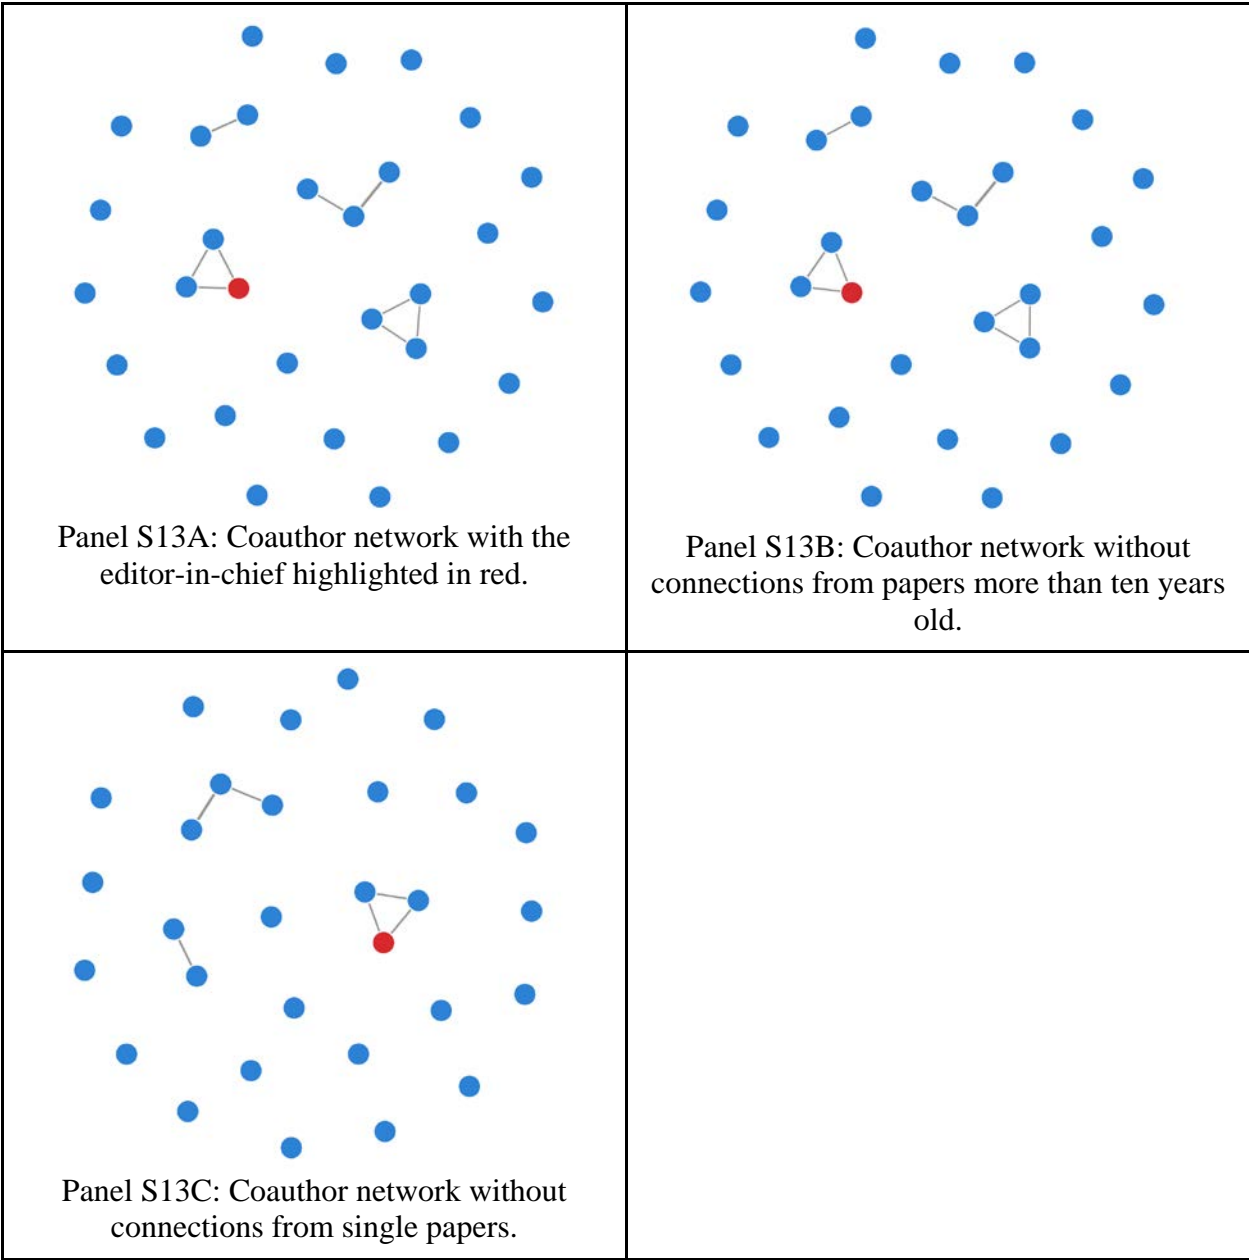 Panel S13A: Coauthor network with the
editor-in-chief highlighted in red.
Panel S13B: Coauthor network without
connections from papers more than ten years
old.
Panel S13C: Coauthor network without
connections from single papers.